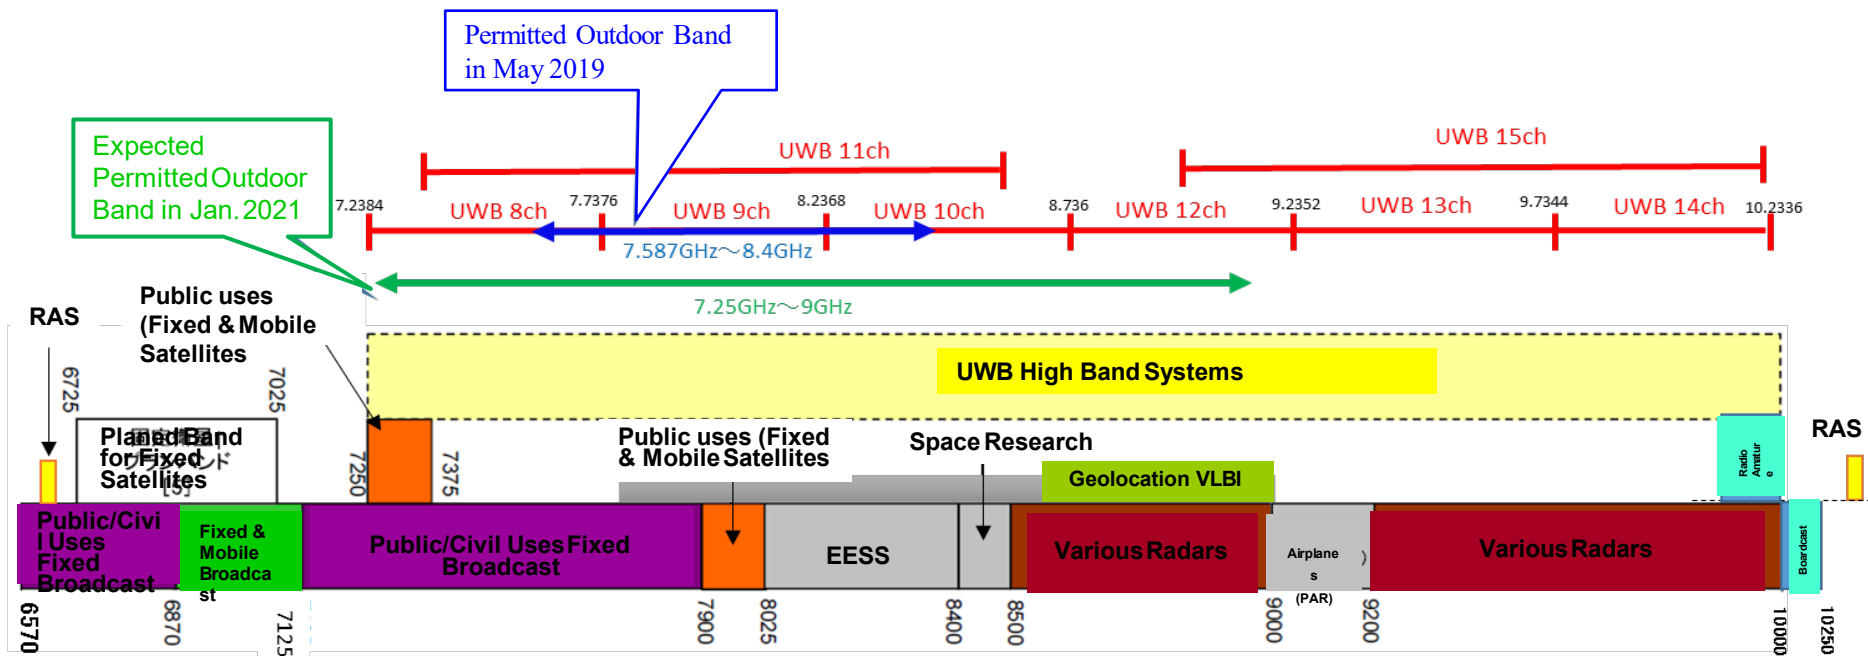 Permitted Outdoor Band
in May 2019
Expected
Permitted Outdoor
Band in Jan. 2021
UWB 11ch
UWB 15ch
7.2384
UWB 8ch
7.7376
UWB 9ch
8.2368
UWB 10ch
8.736
UWB 12ch
9.2352
UWB 13ch
9.7344
UWB 14ch
10.2336
7.587GHz～8.4GHz
7.25GHz～9GHz
RAS
Public uses
(Fixed & Mobile
Satellites
UWB High Band Systems
6725
7025
Planed Band
for Fixed
Satellites
[5]
7250
7375
Public uses (Fixed
& Mobile Satellites
Space Research
Geolocation VLBI
Radio
Amatur
e
RAS
Public/Civi
l Uses
Fixed
Broadcast
Fixed &
Mobile
Broadca
st
Public/Civil Uses Fixed
Broadcast
EESS
Various Radars
Airplane
s
(PAR)
Various Radars
Boardcast
6570
6870
7125
7900
8025
8400
8500
9000
9200
10000
10250